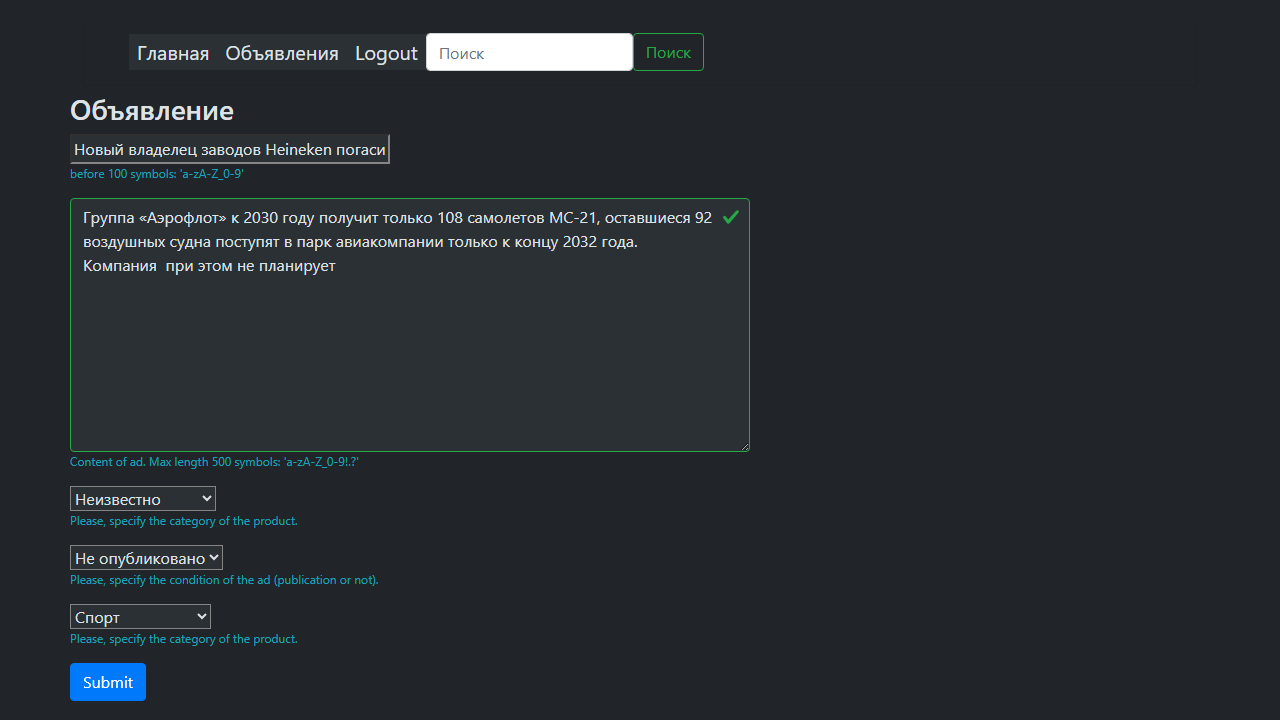 Главная Объявления Logout Поиск Поиск
Объявление
Новый владелец заводов Heineken погаси
before 100 symbols: 'a-zA-Z_0-9'
Группа «Аэрофлот» к 2030 году получит только 108 самолетов МС-21, оставшиеся 92
воздушных судна поступят в парк авиакомпании только к концу 2032 года.
Компания  при этом не планирует
Content of ad. Max length 500 symbols: 'a-zA-Z_0-9!.?'
Неизвестно
Please, specify the category of the product.
Не опубликовано
Please, specify the condition of the ad (publication or not).
Спорт
Please, specify the category of the product.
Submit